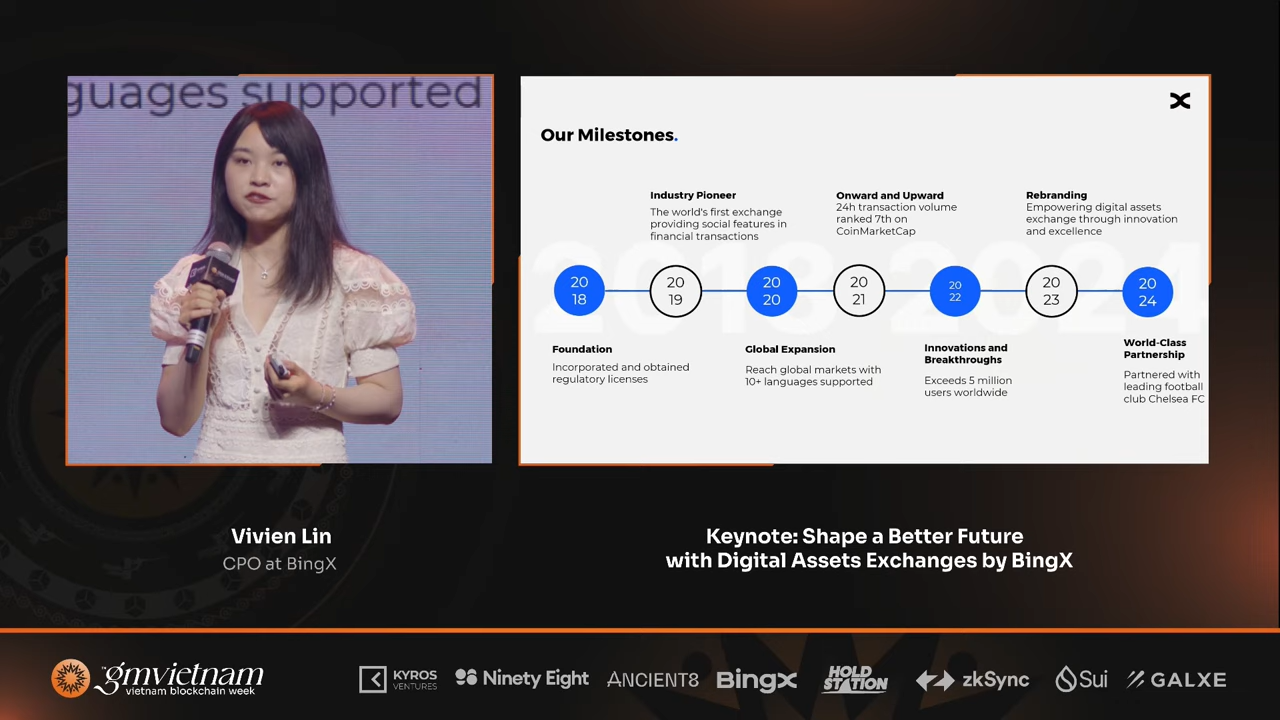 guages supported
Our Milestones.
Industry Pioneer
The world's first exchange
providing social features in
financial transactions
Onward and Upward
24h transaction volume
ranked 7th on
CoinMarketCap
Rebranding
Empowering digital assets
exchange through innovation
and excellence
2018 2024
20
18
20
19
20
20
20
21
20
22
20
23
20
24
Foundation
Incorporated and obtained
regulatory licenses
Global Expansion
Reach global markets with
10+ languages supported
Innovations and
Breakthroughs
Exceeds 5 million
users worldwide
World-Class
Partnership
Partnered with
leading football
club Chelsea FC
Vivien Lin
CPO at BingX
Keynote: Shape a Better Future
with Digital Assets Exchanges by BingX
gmvietnam
vietnam blockchain week
KYROS
VENTURES
Ninety Eight
ANCIENT8
BingX
HOLD
STATION
zkSync
Sui
GALXE